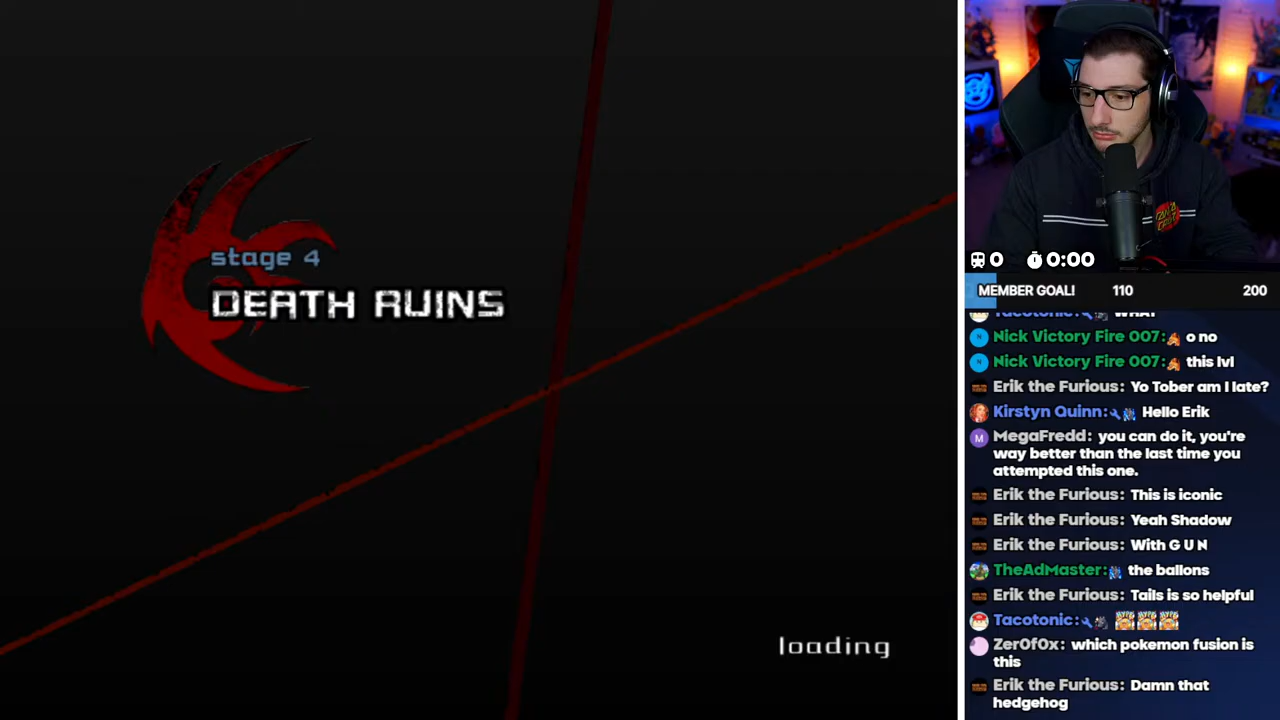 stage 4
DEATH RUINS
loading
0
0:00
MEMBER GOAL! 110 200
Nick Victory Fire 007: o no
Nick Victory Fire 007: this lvl
Erik the Furious: Yo Tober am I late?
Kirstyn Quinn: Hello Erik
MegaFredd: you can do it, you're
way better than the last time you
attempted this one.
Erik the Furious: This is iconic
Erik the Furious: Yeah Shadow
Erik the Furious: With G U N
TheAdMaster: the ballons
Erik the Furious: Tails is so helpful
Tacotonic:
Zer0f0x: which pokemon fusion is
this
Erik the Furious: Damn that
hedgehog